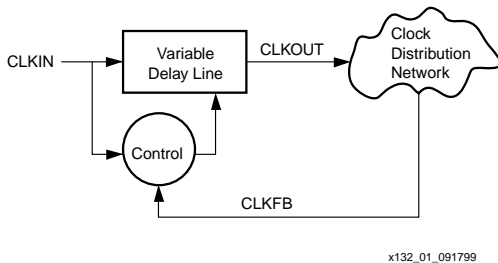 CLKIN
Variable
Delay Line
CLKOUT
Clock
Distribution
Network
Control
CLKFB
x132_01_091799